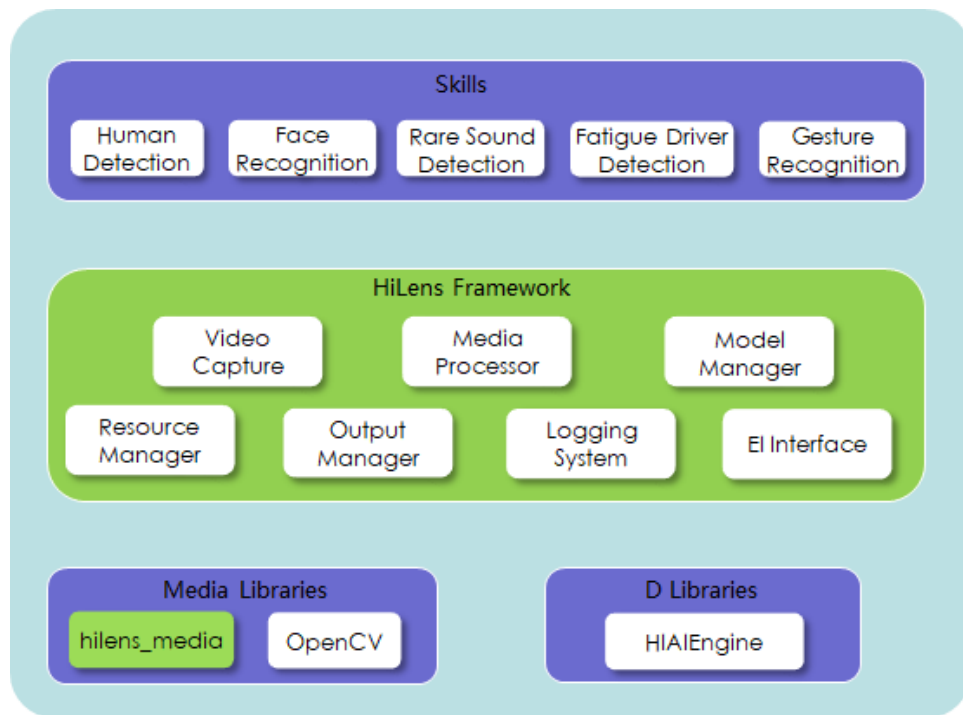 Skills
Human
Detection
Face
Recognition
Rare Sound
Detection
Fatigue Driver
Detection
Gesture
Recognition
HiLens Framework
Video
Capture
Media
Processor
Model
Manager
Resource
Manager
Output
Manager
Logging
System
EI Interface
Media Libraries
hilens_media
OpenCV
D Libraries
HIAIEngine